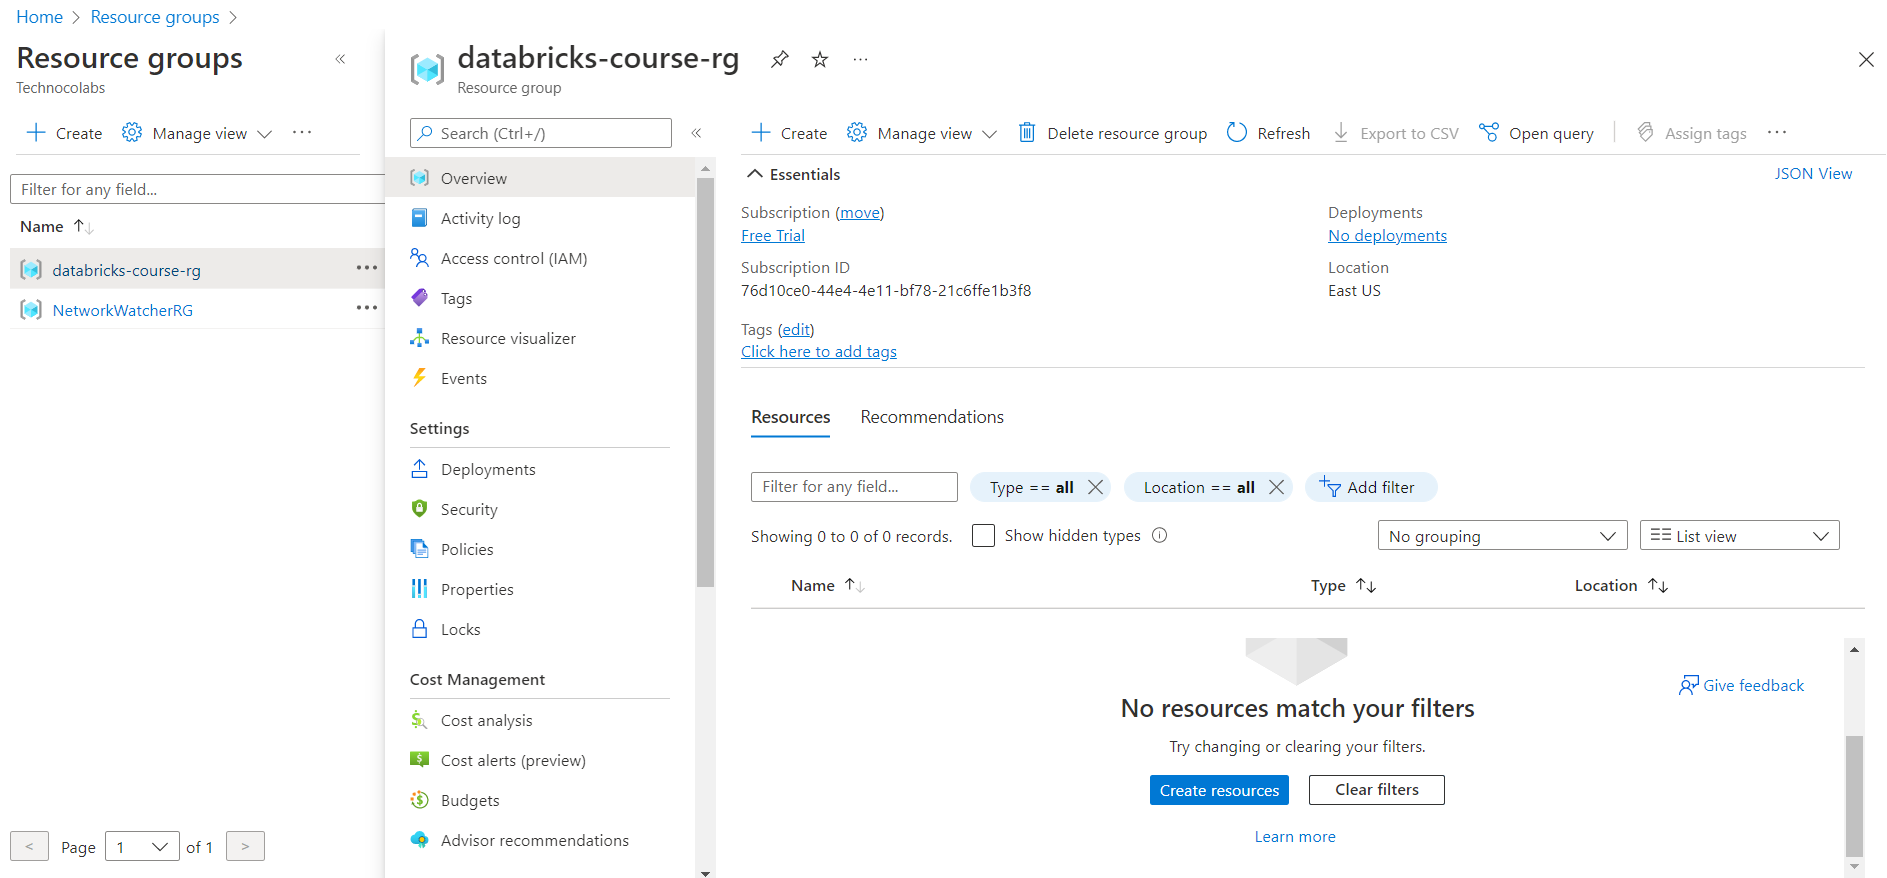 Home > Resource groups >
Resource groups «
Technocolabs
+ Create Manage view ···
Filter for any field...
Name ↑↓
databricks-course-rg ···
NetworkWatcherRG ···
< Page 1 of 1 >
databricks-course-rg ···
Resource group
Search (Ctrl+/) «
Overview
Activity log
Access control (IAM)
Tags
Resource visualizer
Events
Settings
Deployments
Security
Policies
Properties
Locks
Cost Management
Cost analysis
Cost alerts (preview)
Budgets
Advisor recommendations
+ Create Manage view Delete resource group Refresh Export to CSV Open query Assign tags ···
Essentials JSON View
Subscription (move)
Free Trial
Subscription ID
76d10ce0-44e4-4e11-bf78-21c6ffe1b3f8
Deployments
No deployments
Location
East US
Tags (edit)
Click here to add tags
Resources Recommendations
Filter for any field... Type == all Location == all Add filter
Showing 0 to 0 of 0 records. Show hidden types No grouping List view
Name ↑↓ Type ↑↓ Location ↑↓
Give feedback
No resources match your filters
Try changing or clearing your filters.
Create resources Clear filters
Learn more